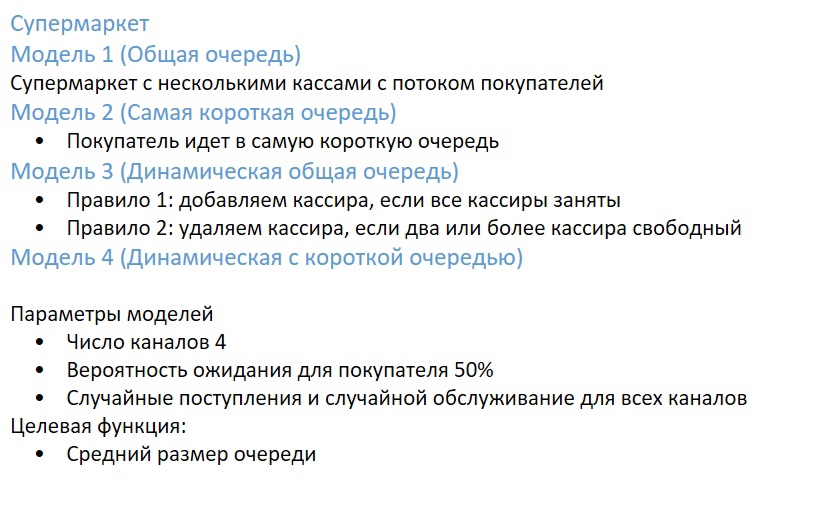 Супермаркет
Модель 1 (Общая очередь)
Супермаркет с несколькими кассами с потоком покупателей
Модель 2 (Самая короткая очередь)
• Покупатель идет в самую короткую очередь
Модель 3 (Динамическая общая очередь)
• Правило 1: добавляем кассира, если все кассиры заняты
• Правило 2: удаляем кассира, если два или более кассира свободный
Модель 4 (Динамическая с короткой очередью)
Параметры моделей
• Число каналов 4
• Вероятность ожидания для покупателя 50%
• Случайные поступления и случайной обслуживание для всех каналов
Целевая функция:
• Средний размер очереди